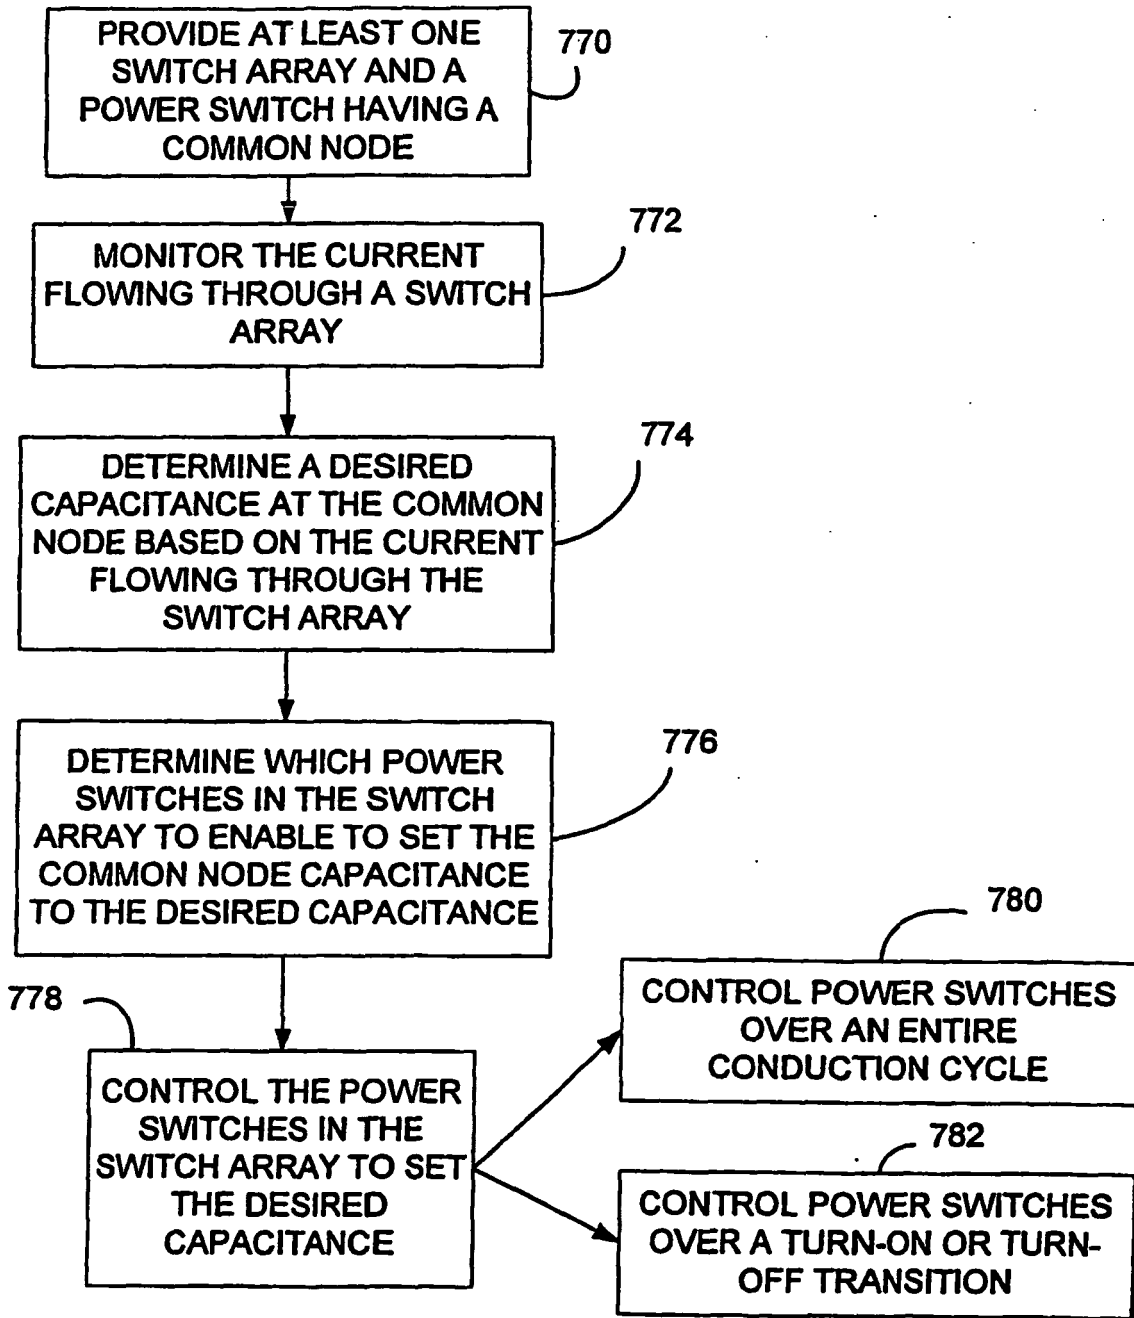 PROVIDE AT LEAST ONE
SWITCH ARRAY AND A
POWER SWITCH HAVING A
COMMON NODE
770
MONITOR THE CURRENT
FLOWING THROUGH A SWITCH
ARRAY
772
DETERMINE A DESIRED
CAPACITANCE AT THE COMMON
NODE BASED ON THE CURRENT
FLOWING THROUGH THE
SWITCH ARRAY
774
DETERMINE WHICH POWER
SWITCHES IN THE SWITCH
ARRAY TO ENABLE TO SET THE
COMMON NODE CAPACITANCE
TO THE DESIRED CAPACITANCE
776
778
CONTROL THE POWER
SWITCHES IN THE
SWITCH ARRAY TO SET
THE DESIRED
CAPACITANCE
780
CONTROL POWER SWITCHES
OVER AN ENTIRE
CONDUCTION CYCLE
782
CONTROL POWER SWITCHES
OVER A TURN-ON OR TURN-
OFF TRANSITION